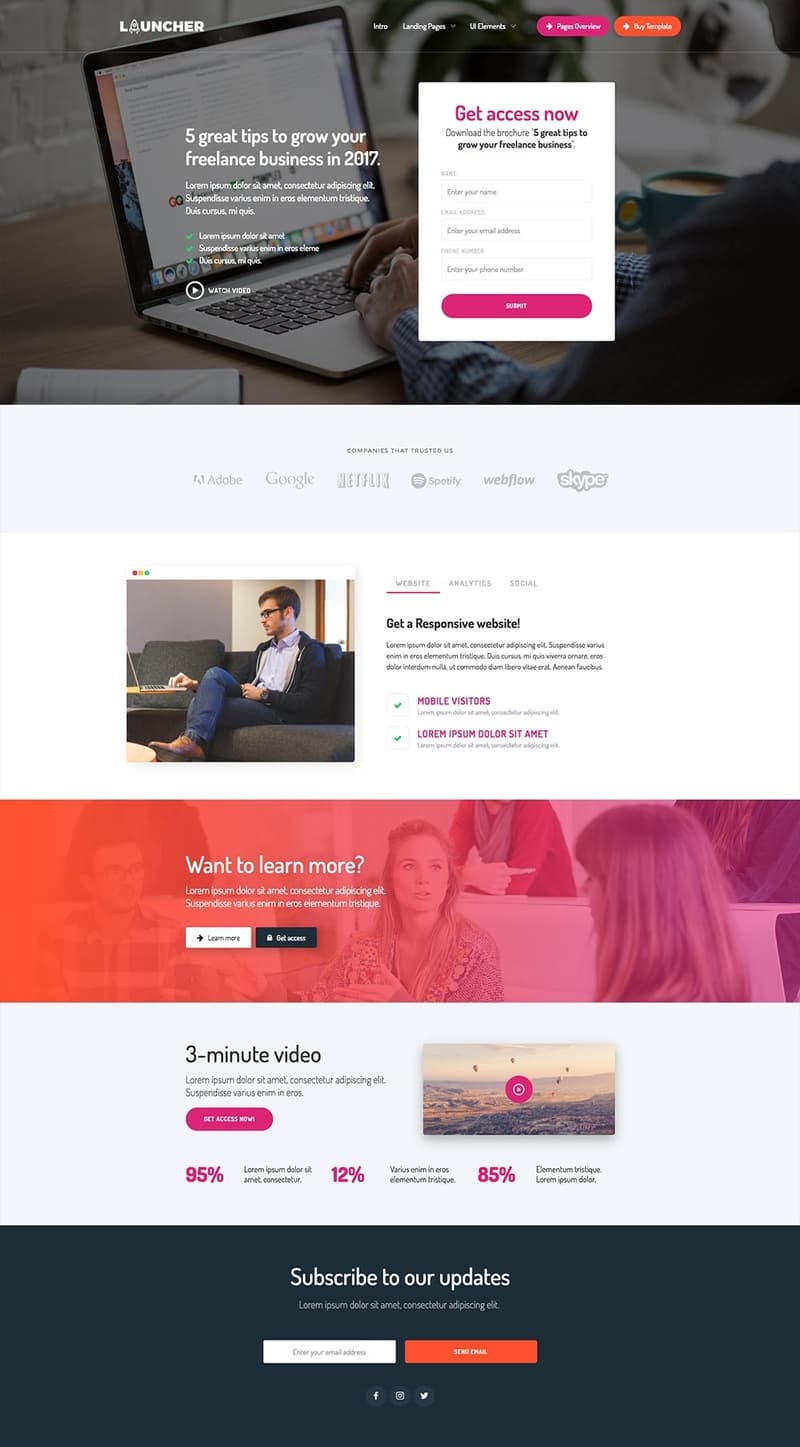 LAUNCHER
Intro
Landing Pages
UI Elements
Pages Overview
Buy Template
5 great tips to grow your
freelance business in 2017.
Lorem ipsum dolor sit amet, consectetur adipiscing elit.
Suspendisse varius enim in eros elementum tristique.
Duis cursus, mi quis.
Lorem ipsum dolor sit amet
Suspendisse varius enim in eros eleme
Duis cursus, mi quis.
WATCH VIDEO
Get access now
Download the brochure "5 great tips to
grow your freelance business".
NAME:
Enter your name
EMAIL ADDRESS:
Enter your email address
PHONE NUMBER:
Enter your phone number
SUBMIT
COMPANIES THAT TRUSTED US
Adobe
Google
NETFLIX
Spotify
webflow
skype
WEBSITE
ANALYTICS
SOCIAL
Get a Responsive website!
Lorem ipsum dolor sit amet, consectetur adipiscing elit. Suspendisse varius
enim in eros elementum tristique. Duis cursus, mi quis viverra ornare, eros
dolor interdum nulla, ut commodo diam libero vitae erat. Aenean faucibus.
MOBILE VISITORS
Lorem ipsum dolor sit amet, consectetur adipiscing elit.
LOREM IPSUM DOLOR SIT AMET
Lorem ipsum dolor sit amet, consectetur adipiscing elit.
Want to learn more?
Lorem ipsum dolor sit amet, consectetur adipiscing elit.
Suspendisse varius enim in eros elementum tristique.
Learn more
Get access
3-minute video
Lorem ipsum dolor sit amet, consectetur adipiscing elit.
Suspendisse varius enim in eros.
GET ACCESS NOW!
95%
Lorem ipsum dolor sit
amet, consectetur.
12%
Varius enim in eros
elementum tristique.
85%
Elementum tristique.
Lorem ipsum dolor.
Subscribe to our updates
Lorem ipsum dolor sit amet, consectetur adipiscing elit.
Enter your email address
SEND EMAIL